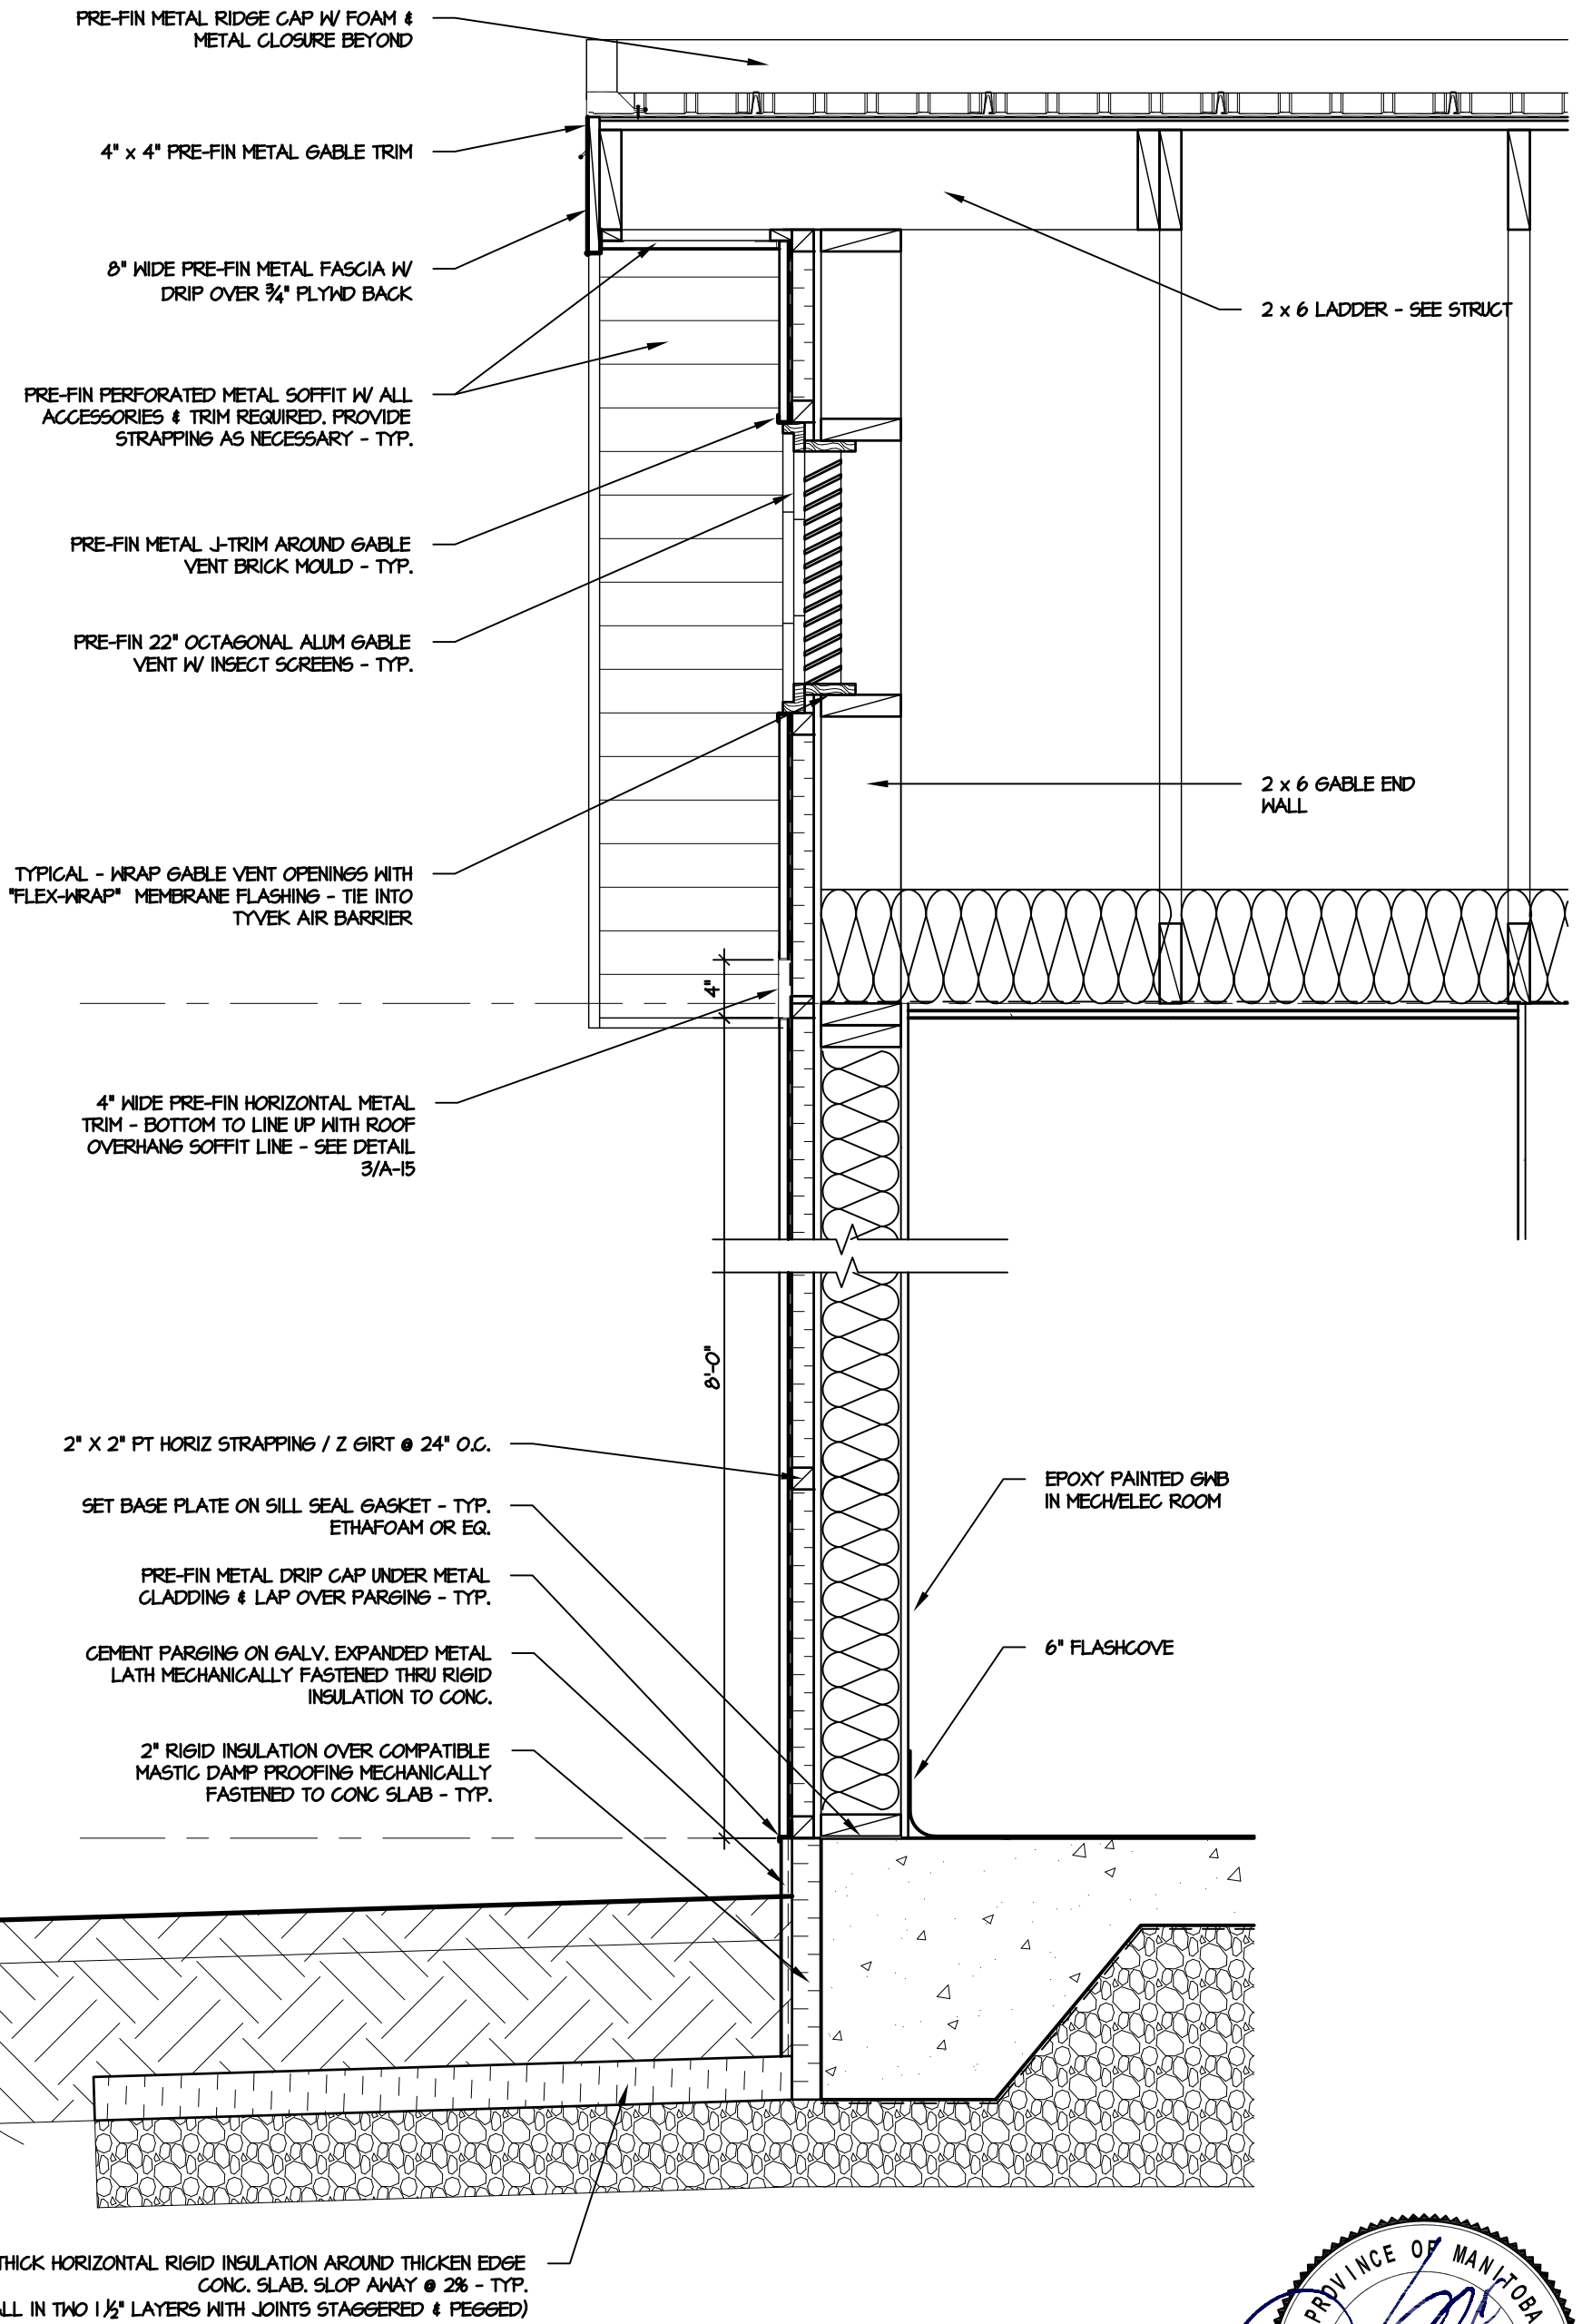 PRE-FIN METAL RIDGE CAP W/ FOAM &
METAL CLOSURE BEYOND
4" x 4" PRE-FIN METAL GABLE TRIM
8" WIDE PRE-FIN METAL FASCIA W/
DRIP OVER ¾" PLYWD BACK
2 x 6 LADDER - SEE STRUCT
PRE-FIN PERFORATED METAL SOFFIT W/ ALL
ACCESSORIES & TRIM REQUIRED. PROVIDE
STRAPPING AS NECESSARY - TYP.
PRE-FIN METAL J-TRIM AROUND GABLE
VENT BRICK MOULD - TYP.
PRE-FIN 22" OCTAGONAL ALUM GABLE
VENT W/ INSECT SCREENS - TYP.
2 x 6 GABLE END
WALL
TYPICAL - WRAP GABLE VENT OPENINGS WITH
"FLEX-WRAP" MEMBRANE FLASHING - TIE INTO
TYVEK AIR BARRIER
4"
4" WIDE PRE-FIN HORIZONTAL METAL
TRIM - BOTTOM TO LINE UP WITH ROOF
OVERHANG SOFFIT LINE - SEE DETAIL
3/A-15
8'-0"
2" X 2" PT HORIZ STRAPPING / Z GIRT @ 24" O.C.
SET BASE PLATE ON SILL SEAL GASKET - TYP.
ETHAFOAM OR EQ.
EPOXY PAINTED GWB
IN MECH/ELEC ROOM
PRE-FIN METAL DRIP CAP UNDER METAL
CLADDING & LAP OVER PARGING - TYP.
CEMENT PARGING ON GALV. EXPANDED METAL
LATH MECHANICALLY FASTENED THRU RIGID
INSULATION TO CONC.
6" FLASHCOVE
2" RIGID INSULATION OVER COMPATIBLE
MASTIC DAMP PROOFING MECHANICALLY
FASTENED TO CONC SLAB - TYP.
THICK HORIZONTAL RIGID INSULATION AROUND THICKEN EDGE
CONC. SLAB. SLOP AWAY @ 2% - TYP.
ALL IN TWO 1 ½" LAYERS WITH JOINTS STAGGERED & PEGGED)
PROVINCE OF MANITOBA